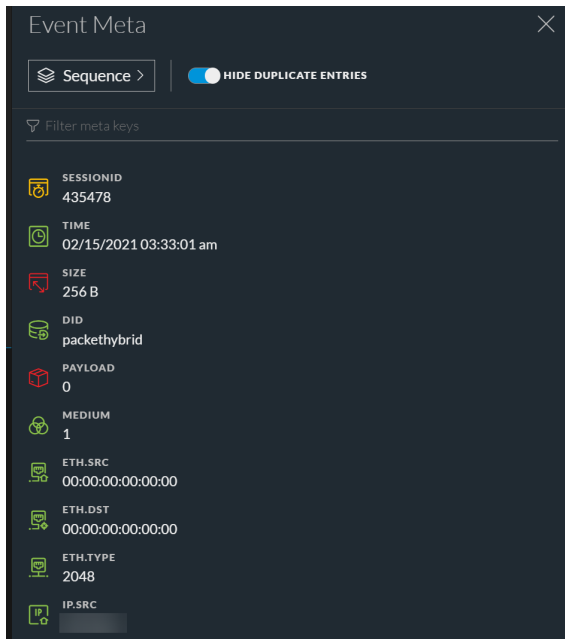 Event Meta
Sequence >
HIDE DUPLICATE ENTRIES
Filter meta keys
SESSIONID
435478
TIME
02/15/2021 03:33:01 am
SIZE
256 B
DID
packethybrid
PAYLOAD
0
MEDIUM
1
ETH.SRC
00:00:00:00:00:00
ETH.DST
00:00:00:00:00:00
ETH.TYPE
2048
IP
IP.SRC